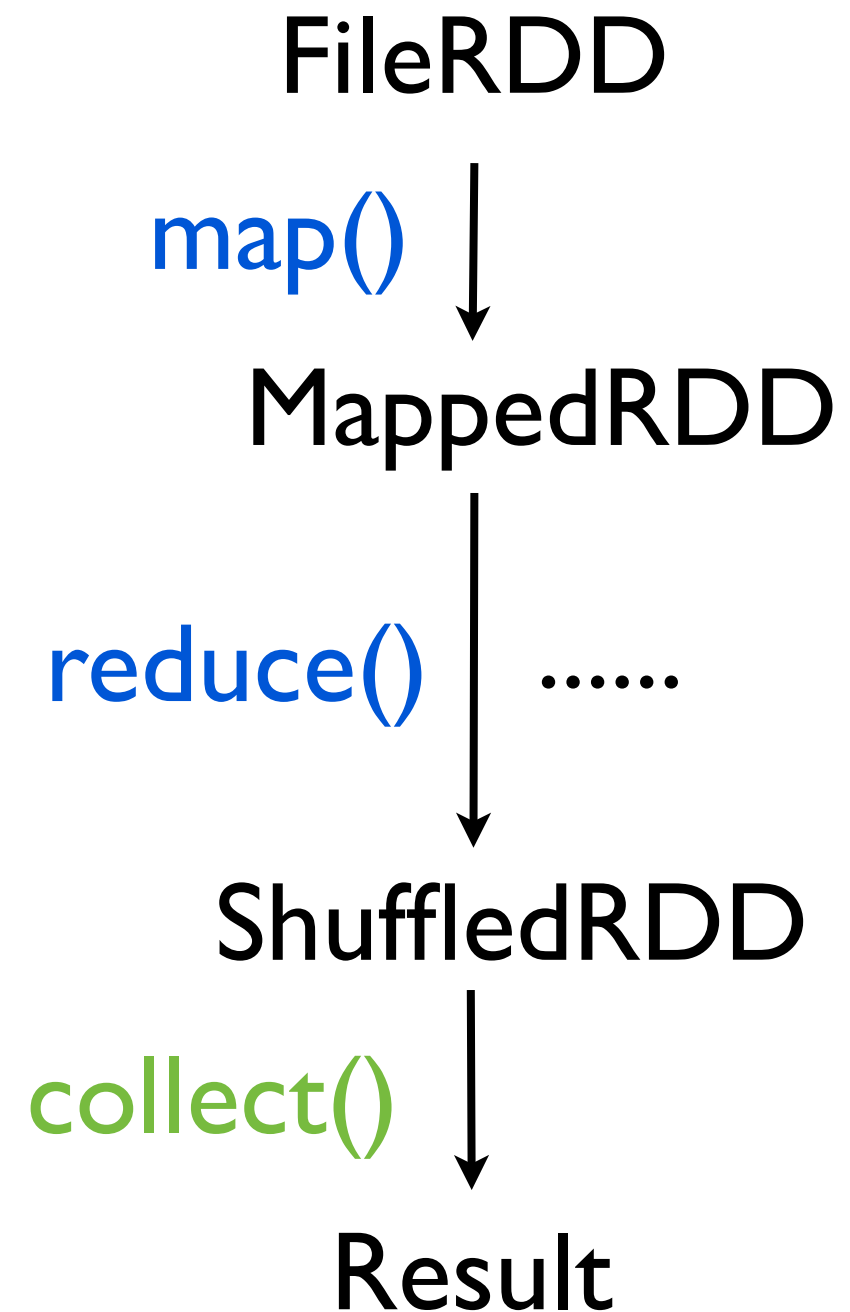 FileRDD
map()
MappedRDD
reduce() ......
ShuffledRDD
collect()
Result